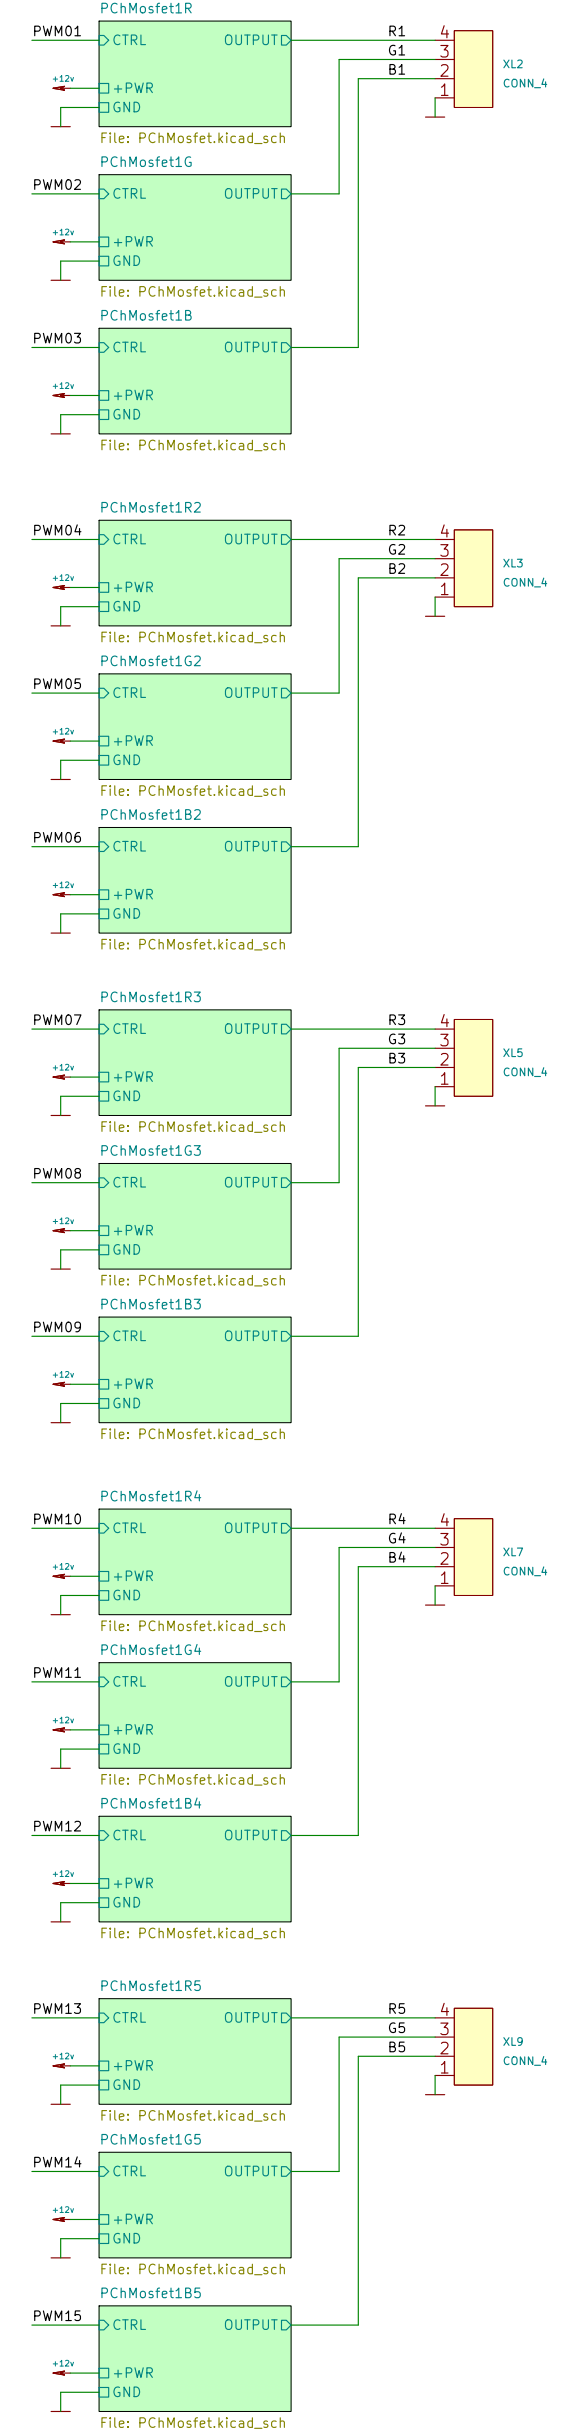 PChMosfet1R
PWM01 CTRL OUTPUT R1 4
G1 3 XL2
B1 2 CONN_4
+12v +PWR 1
GND
File: PChMosfet.kicad_sch
PChMosfet1G
PWM02 CTRL OUTPUT
+12v +PWR
GND
File: PChMosfet.kicad_sch
PChMosfet1B
PWM03 CTRL OUTPUT
+12v +PWR
GND
File: PChMosfet.kicad_sch
PChMosfet1R2
PWM04 CTRL OUTPUT R2 4
G2 3 XL3
B2 2 CONN_4
+12v +PWR 1
GND
File: PChMosfet.kicad_sch
PChMosfet1G2
PWM05 CTRL OUTPUT
+12v +PWR
GND
File: PChMosfet.kicad_sch
PChMosfet1B2
PWM06 CTRL OUTPUT
+12v +PWR
GND
File: PChMosfet.kicad_sch
PChMosfet1R3
PWM07 CTRL OUTPUT R3 4
G3 3 XL5
B3 2 CONN_4
+12v +PWR 1
GND
File: PChMosfet.kicad_sch
PChMosfet1G3
PWM08 CTRL OUTPUT
+12v +PWR
GND
File: PChMosfet.kicad_sch
PChMosfet1B3
PWM09 CTRL OUTPUT
+12v +PWR
GND
File: PChMosfet.kicad_sch
PChMosfet1R4
PWM10 CTRL OUTPUT R4 4
G4 3 XL7
B4 2 CONN_4
+12v +PWR 1
GND
File: PChMosfet.kicad_sch
PChMosfet1G4
PWM11 CTRL OUTPUT
+12v +PWR
GND
File: PChMosfet.kicad_sch
PChMosfet1B4
PWM12 CTRL OUTPUT
+12v +PWR
GND
File: PChMosfet.kicad_sch
PChMosfet1R5
PWM13 CTRL OUTPUT R5 4
G5 3 XL9
B5 2 CONN_4
+12v +PWR 1
GND
File: PChMosfet.kicad_sch
PChMosfet1G5
PWM14 CTRL OUTPUT
+12v +PWR
GND
File: PChMosfet.kicad_sch
PChMosfet1B5
PWM15 CTRL OUTPUT
+12v +PWR
GND
File: PChMosfet.kicad_sch